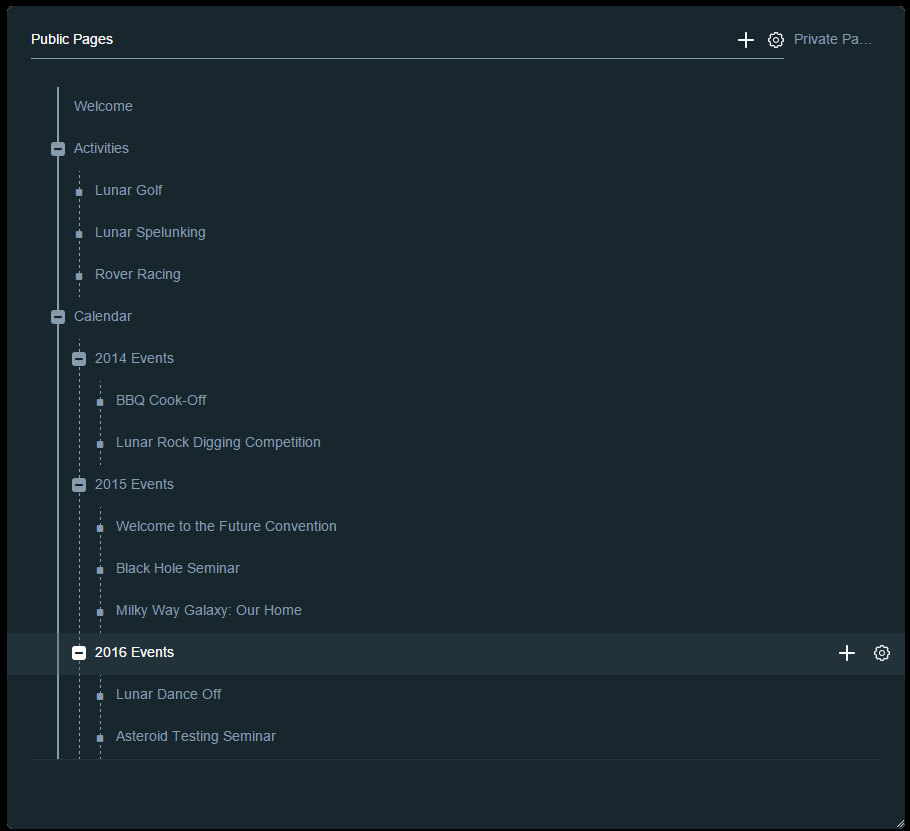 Public Pages
Private Pa...
Welcome
Activities
Lunar Golf
Lunar Spelunking
Rover Racing
Calendar
2014 Events
BBQ Cook-Off
Lunar Rock Digging Competition
2015 Events
Welcome to the Future Convention
Black Hole Seminar
Milky Way Galaxy: Our Home
2016 Events
Lunar Dance Off
Asteroid Testing Seminar